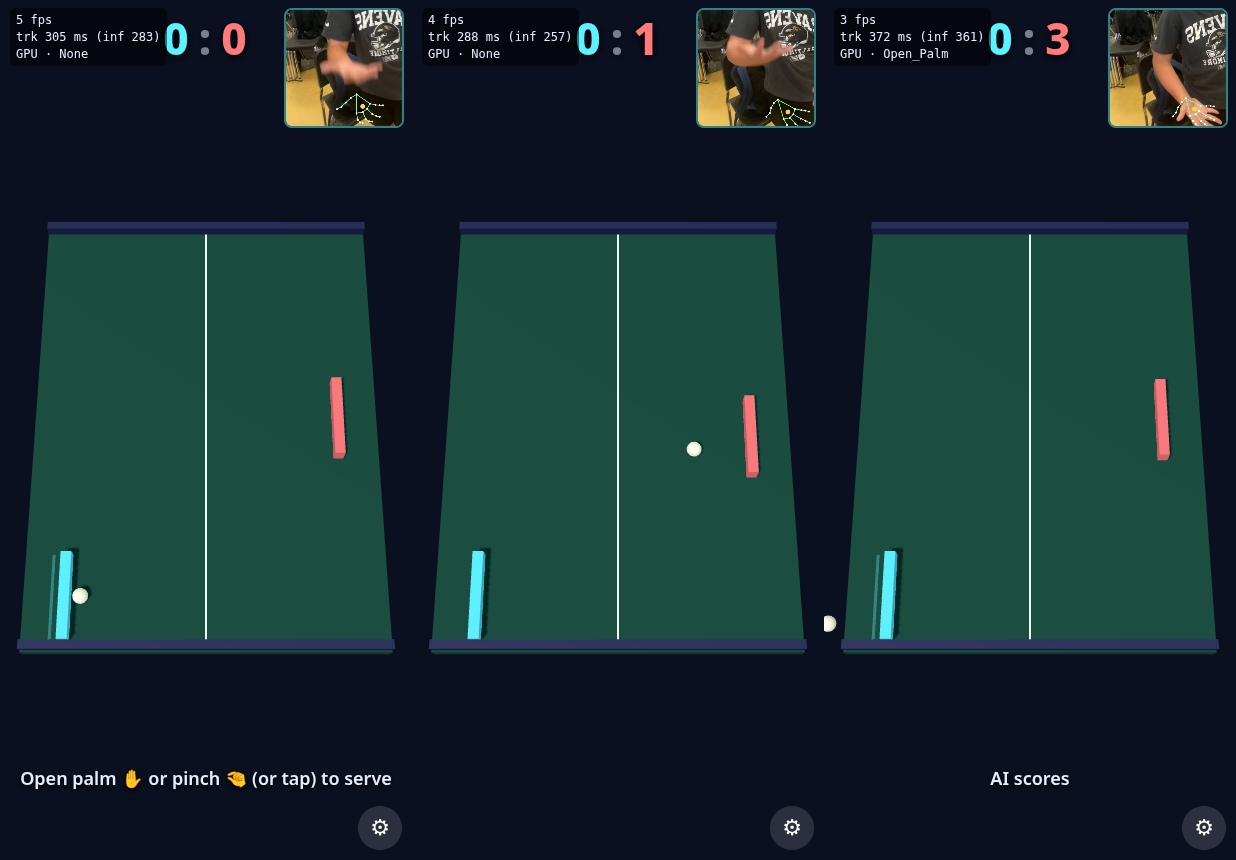 5 fps
trk 305 ms (inf 283)
GPU · None
0 : 0
4 fps
trk 288 ms (inf 257)
GPU · None
0 : 1
3 fps
trk 372 ms (inf 361)
GPU · Open_Palm
0 : 3
Open palm ✋ or pinch 🤏 (or tap) to serve
AI scores